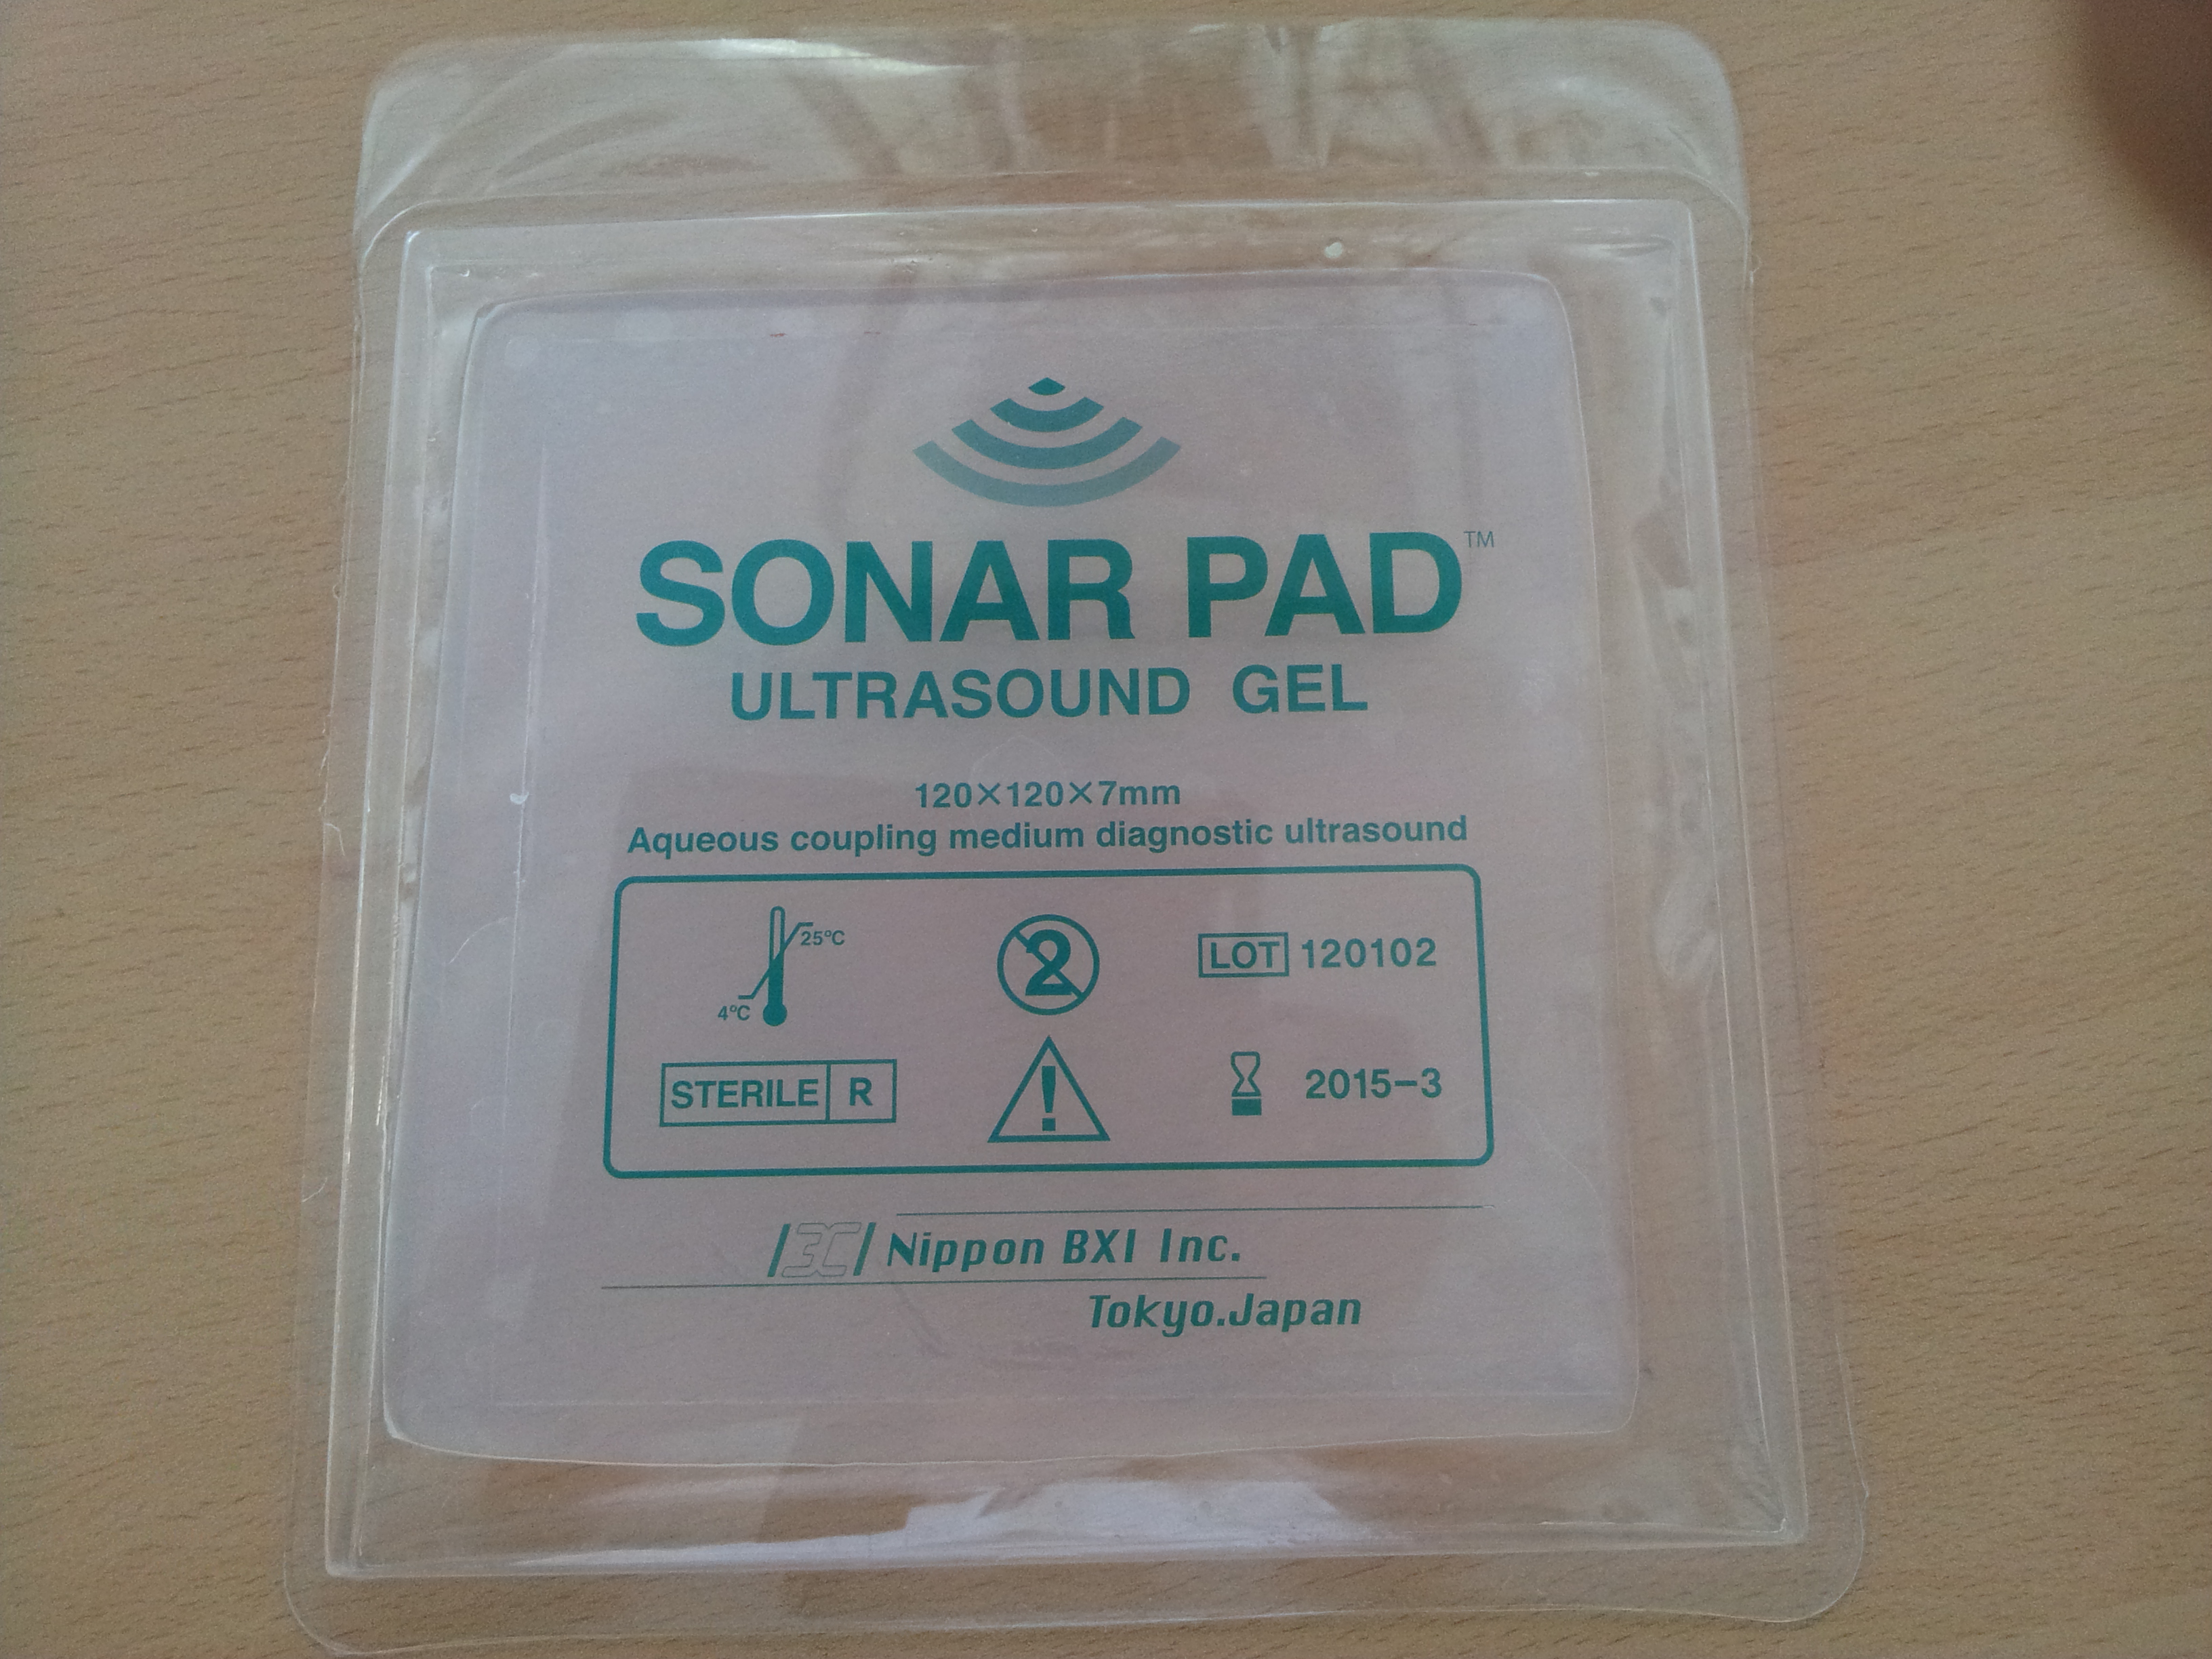 SONAR PAD™
ULTRASOUND GEL
120×120×7mm
Aqueous coupling medium diagnostic ultrasound
25℃
4℃
2
LOT 120102
STERILE R
!
2015-3
Nippon BXI Inc.
Tokyo.Japan